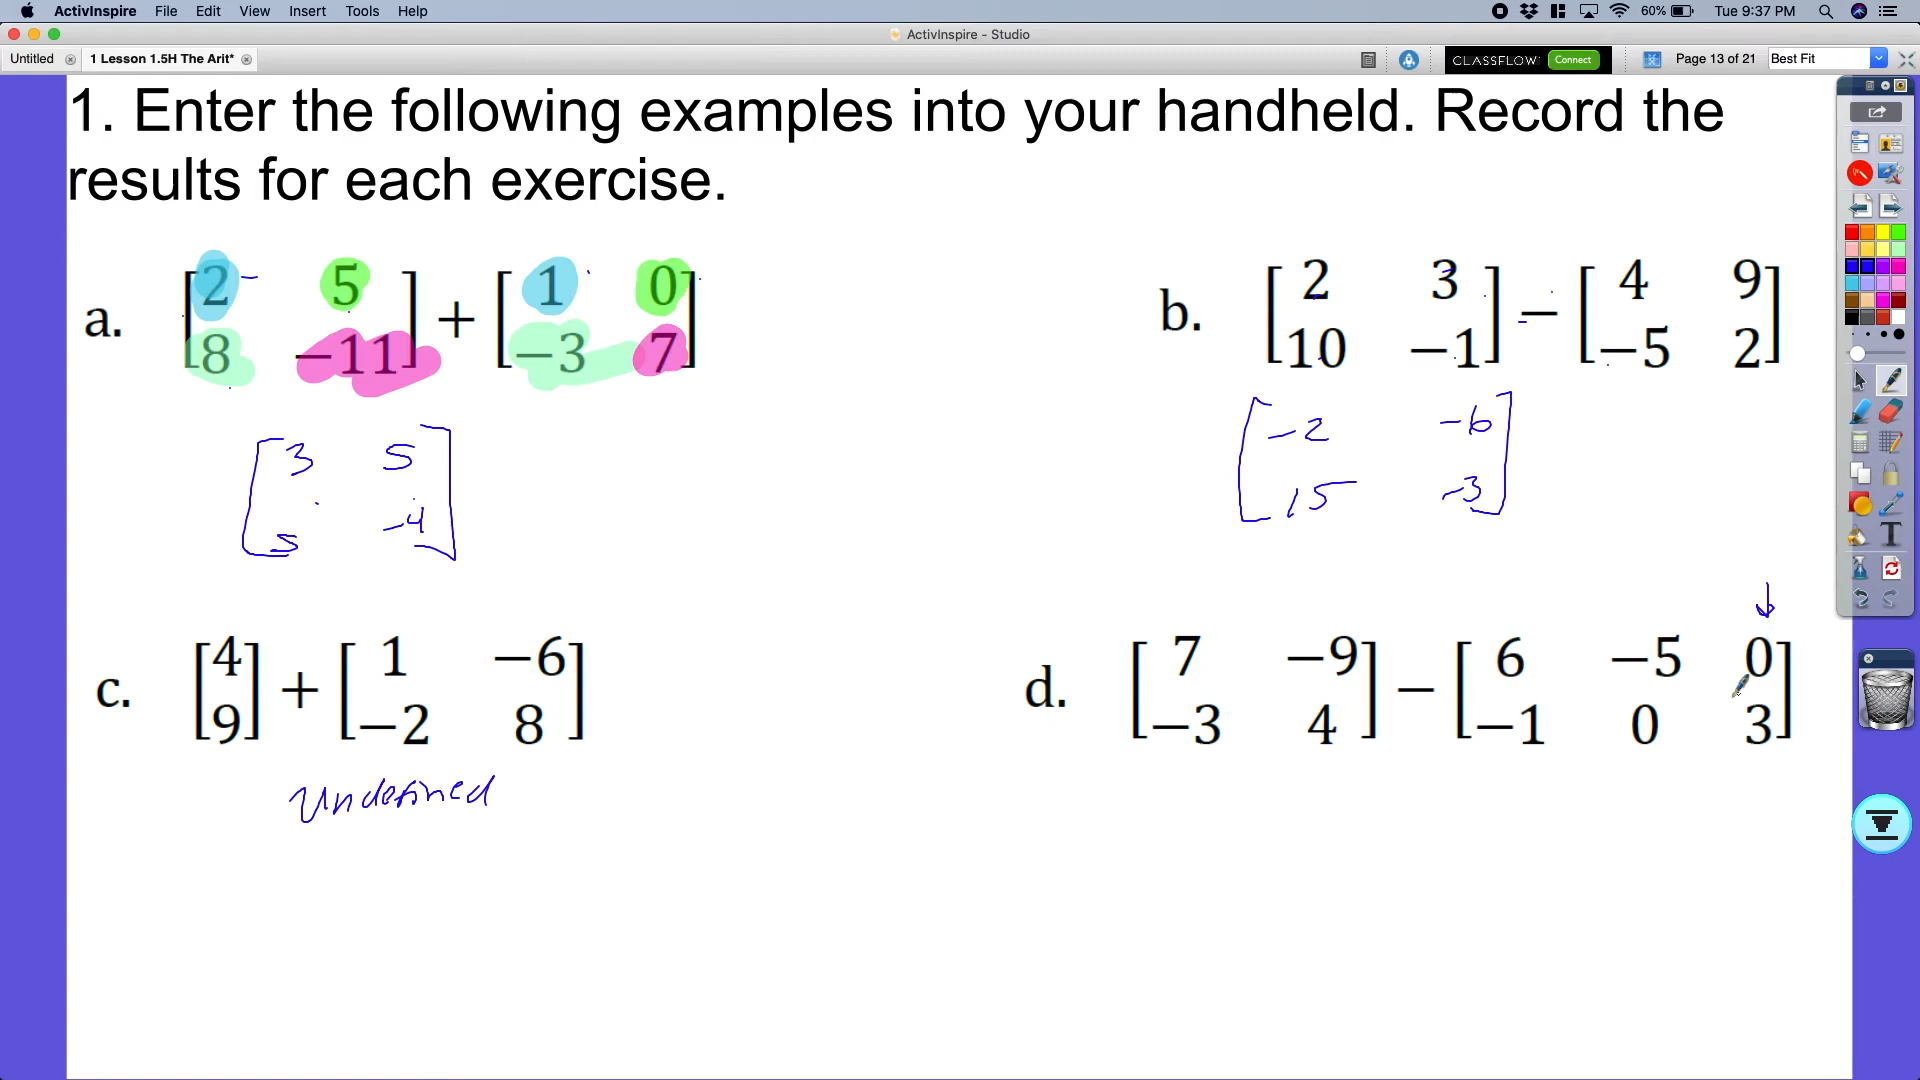 ActivInspire File Edit View Insert Tools Help 60% Tue 9:37 PM
ActivInspire - Studio
Untitled 1 Lesson 1.5H The Arit* CLASSFLOW Connect Page 13 of 21 Best Fit
1. Enter the following examples into your handheld. Record the
results for each exercise.
a. [2 5
8 −11] + [1 0
−3 7]
[3 5
5 -4]
b. [2 3
10 −1] − [4 9
−5 2]
[-2 -6
15 -3]
c. [4
9] + [1 −6
−2 8]
Undefined
d. [7 −9
−3 4] − [6 −5 0
−1 0 3]
T